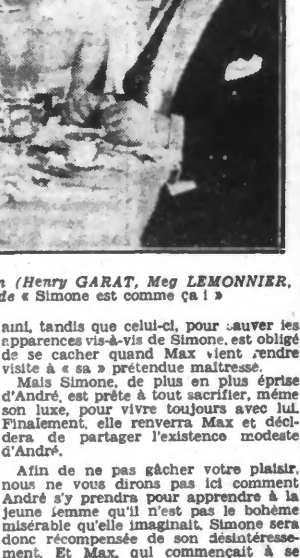 n (Henry GARAT, Meg LEMONNIER,
de « Simone est comme ça ! »
ami, tandis que celui-ci, pour sauver les
apparences vis-à-vis de Simone, est obligé
de se cacher quand Max vient rendre
visite à « sa » prétendue maîtresse.
Mais Simone, de plus en plus éprise
d'André, est prête à tout sacrifier, même
son luxe, pour vivre toujours avec lui.
Finalement, elle renverra Max et déci-
dera de partager l'existence modeste
d'André.
Afin de ne pas gâcher votre plaisir,
nous ne vous dirons pas ici comment
André s'y prendra pour apprendre à la
jeune femme qu'il n'est pas le bohème
misérable qu'elle imaginait. Simone sera
donc récompensée de son désintéresse-
ment. Et Max, qui commençait à se